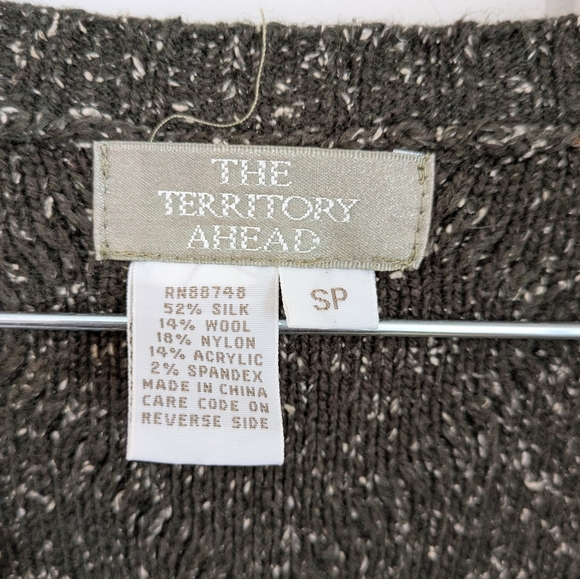 THE
TERRITORY
AHEAD
RN88748
52% SILK
14% WOOL
18% NYLON
14% ACRYLIC
2% SPANDEX
MADE IN CHINA
CARE CODE ON
REVERSE SIDE
SP